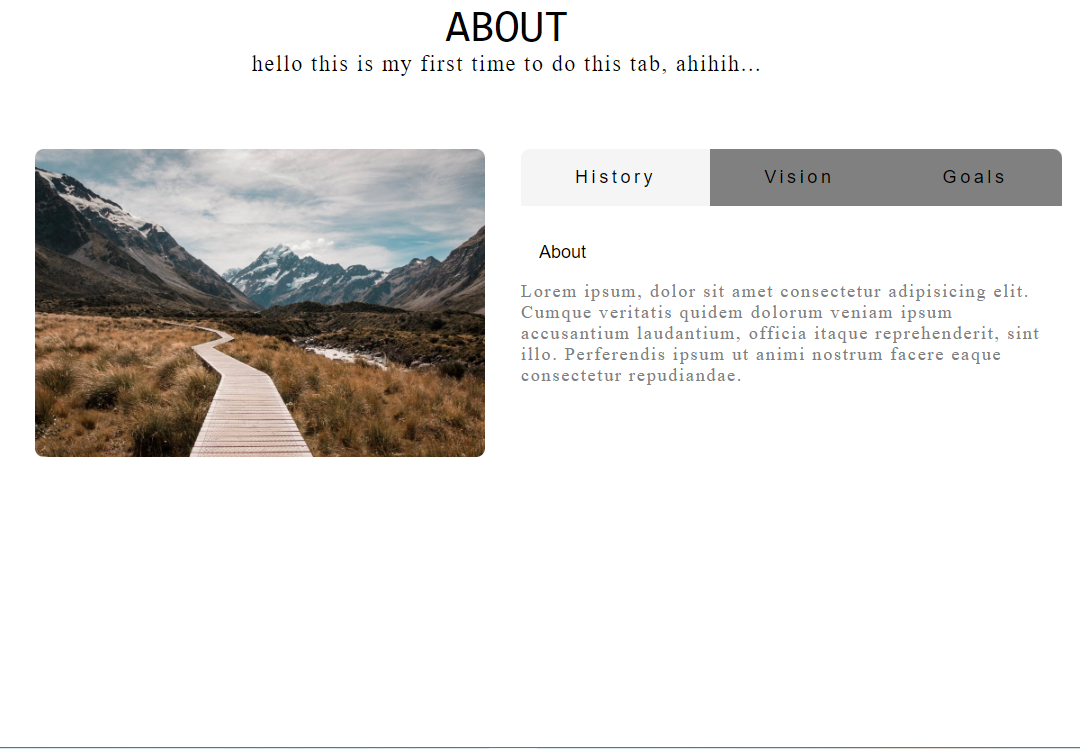 ABOUT
hello this is my first time to do this tab, ahihih...
History
Vision
Goals
About
Lorem ipsum, dolor sit amet consectetur adipisicing elit.
Cumque veritatis quidem dolorum veniam ipsum
accusantium laudantium, officia itaque reprehenderit, sint
illo. Perferendis ipsum ut animi nostrum facere eaque
consectetur repudiandae.